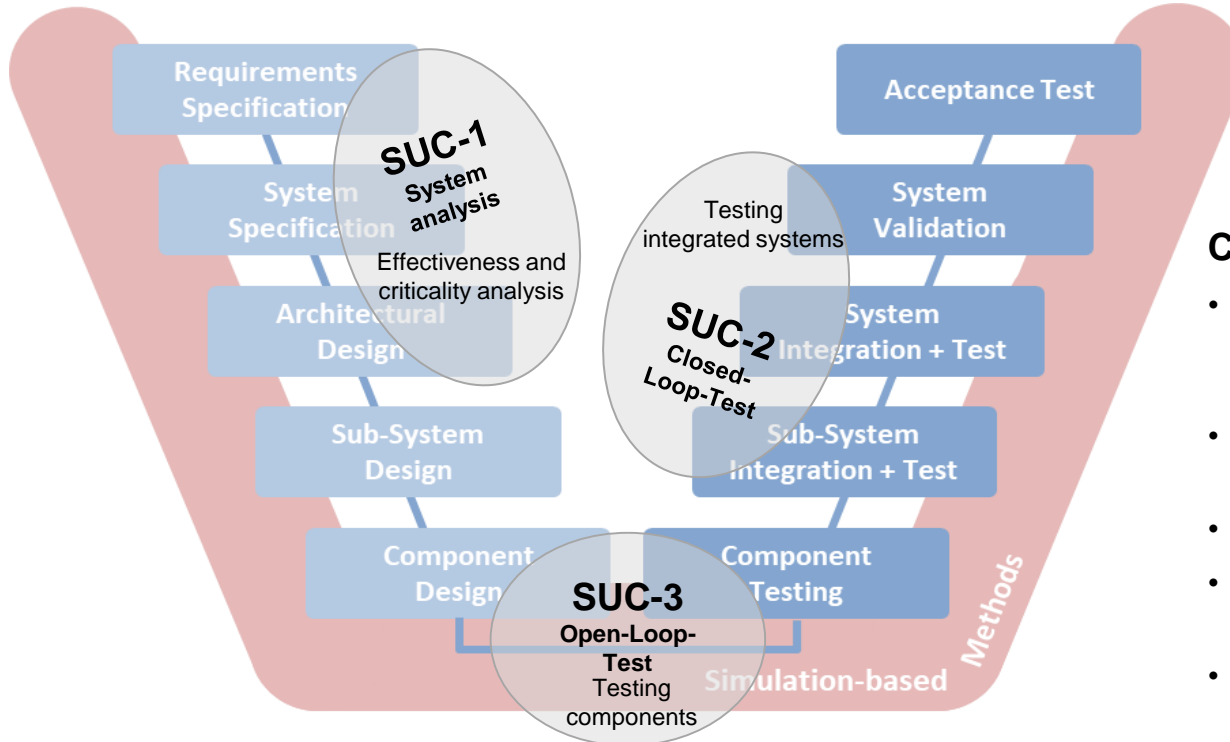 Requirements
Specification
SUC-1
System
analysis
Effectiveness and
criticality analysis
System
Specification
Architectural
Design
Sub-System
Design
Component
Design
SUC-3
Open-Loop-
Test
Testing
components
Component
Testing
Sub-System
Integration + Test
SUC-2
Closed-
Loop-Test
System
Integration + Test
Testing
integrated systems
System
Validation
Acceptance Test
Simulation-based
Methods
C
•
•
•
•
•